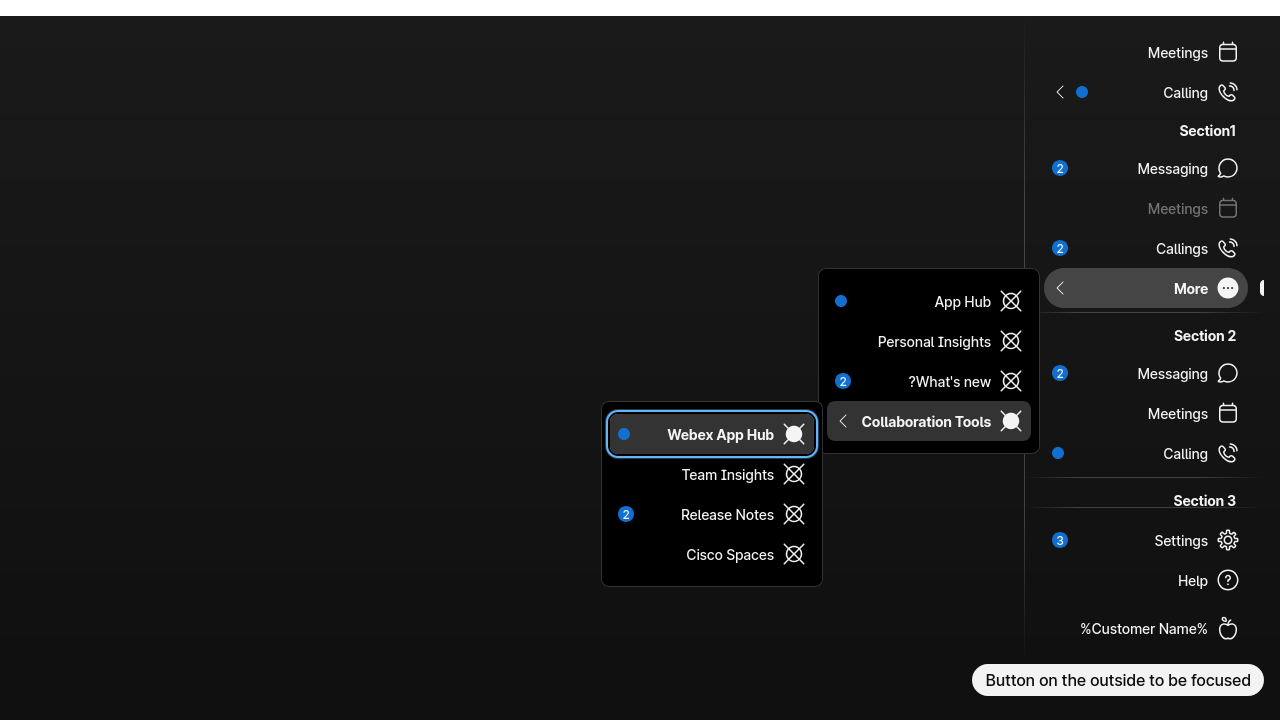 Meetings
Calling
Section1
Messaging
2
Meetings
Callings
2
More
Section 2
Messaging
2
Meetings
Calling
Section 3
Settings
3
Help
%Customer Name%
App Hub
Personal Insights
?What's new
2
Collaboration Tools
Webex App Hub
Team Insights
Release Notes
2
Cisco Spaces
Button on the outside to be focused